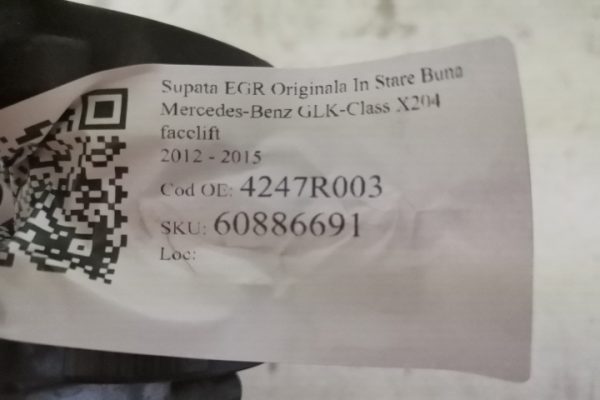 Supata EGR Originala In Stare Buna
Mercedes-Benz GLK-Class X204
facelift
2012 - 2015
Cod OE: 4247R003
SKU: 60886691
Loc: